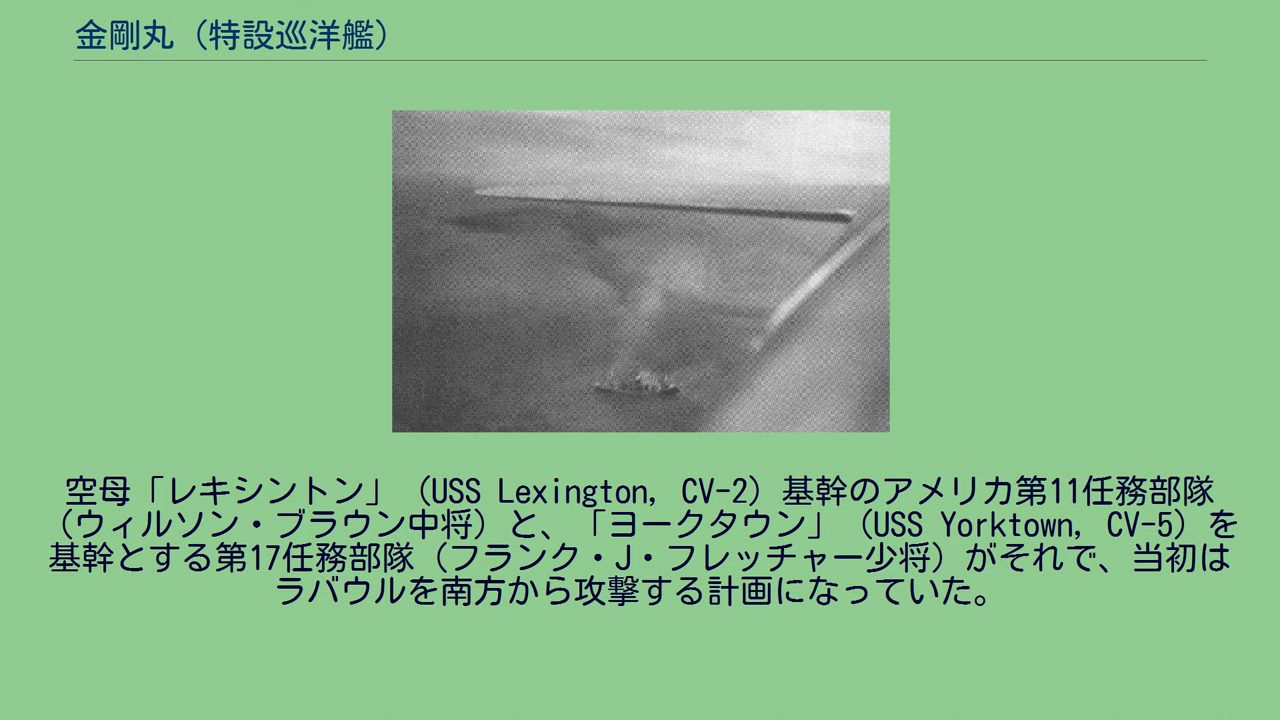 金剛丸（特設巡洋艦）
空母「レキシントン」（USS Lexington, CV-2）基幹のアメリカ第11任務部隊
（ウィルソン・ブラウン中将）と、「ヨークタウン」（USS Yorktown, CV-5）を
基幹とする第17任務部隊（フランク・J・フレッチャー少将）がそれで、当初は
ラバウルを南方から攻撃する計画になっていた。